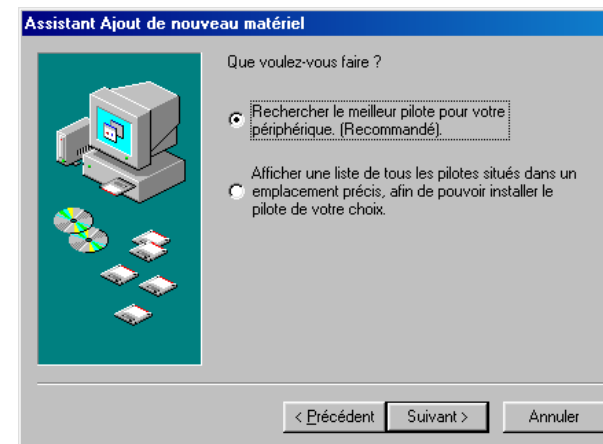 Assistant Ajout de nouveau matériel
Que voulez-vous faire ?
Rechercher le meilleur pilote pour votre
périphérique. (Recommandé).
Afficher une liste de tous les pilotes situés dans un
emplacement précis, afin de pouvoir installer le
pilote de votre choix.
< Précédent Suivant > Annuler